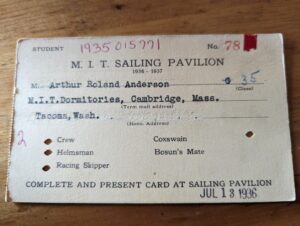 STUDENT 1935 015771 No. 78
M. I. T. SAILING PAVILION
1936 - 1937
M. Arthur Roland Anderson 35
(Class)
M.I.T.Dormitories, Cambridge, Mass.
(Term mail address)
Tacoma, Wash.
(Home Address)
2
Crew Coxswain
Helmsman Bosun's Mate
Racing Skipper
COMPLETE AND PRESENT CARD AT SAILING PAVILION
JUL 13 1936